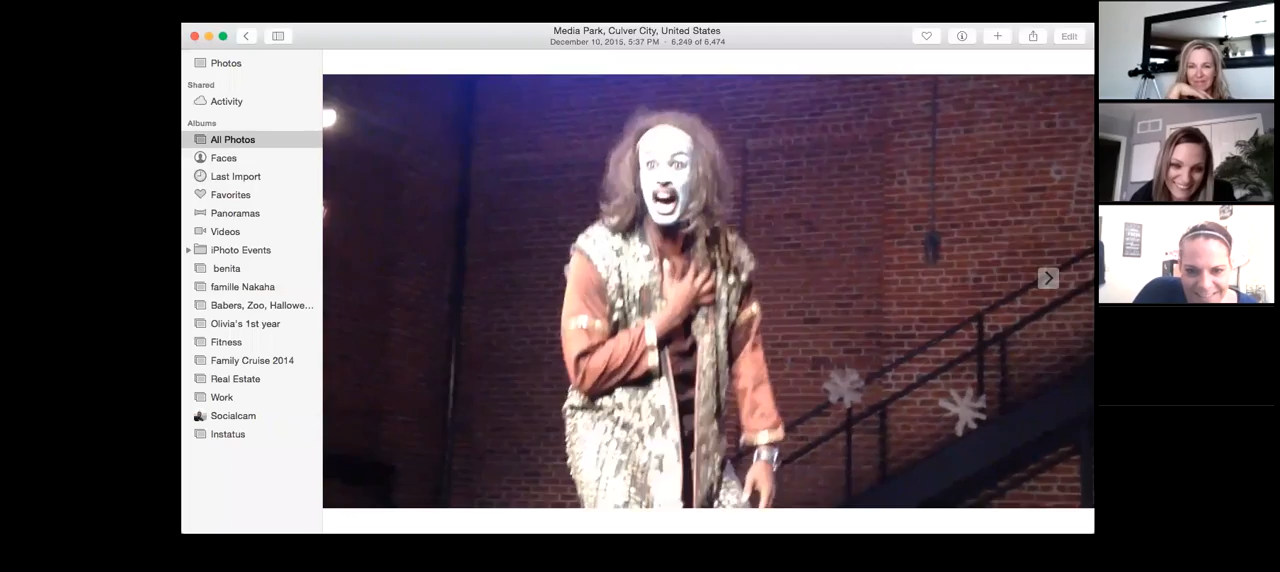 Media Park, Culver City, United States
December 10, 2015, 5:37 PM · 6,249 of 6,474
Edit
Photos
Shared
Activity
Albums
All Photos
Faces
Last Import
Favorites
Panoramas
Videos
iPhoto Events
benita
famille Nakaha
Babers, Zoo, Hallowe...
Olivia's 1st year
Fitness
Family Cruise 2014
Real Estate
Work
Socialcam
Instatus